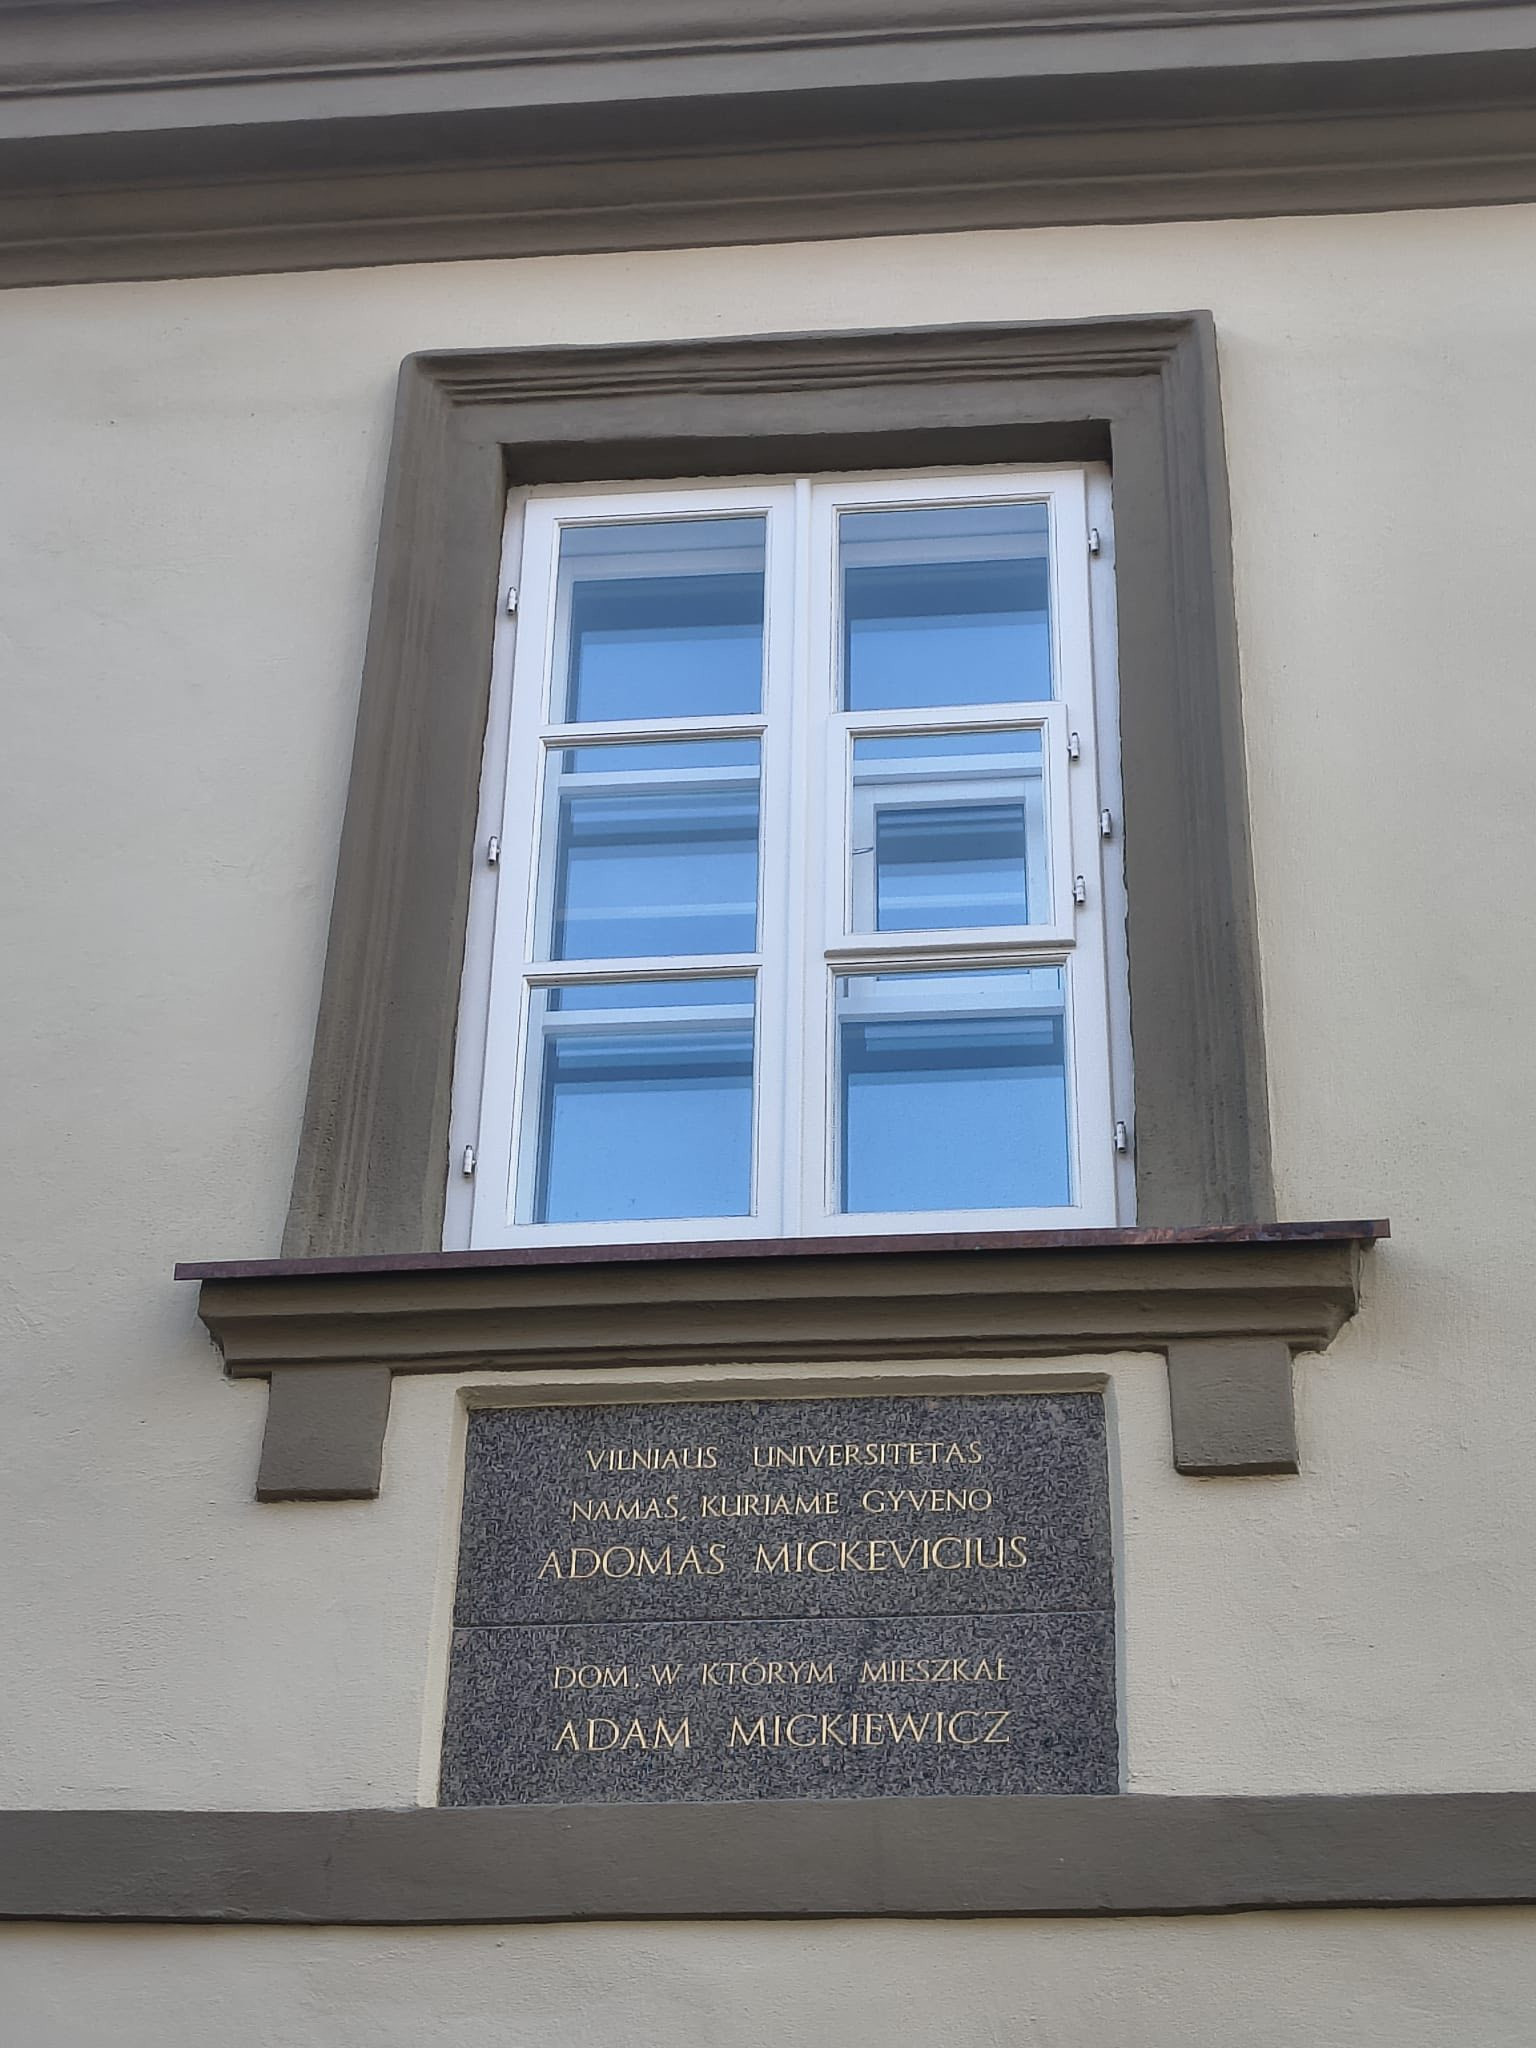 VILNIAUS UNIVERSITETAS
NAMAS, KURIAME GYVENO
ADOMAS MICKEVICIUS
DOM, W KTÓRYM MIESZKAŁ
ADAM MICKIEWICZ